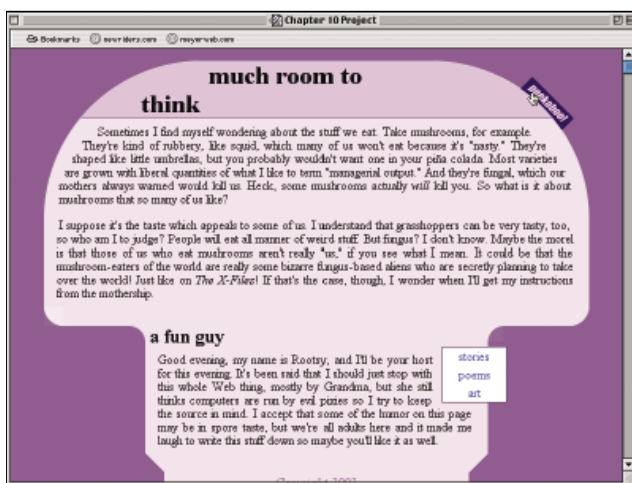 Chapter 10 Project
Bookmarks newriders.com meyerweb.com
much room to
think
Sometimes I find myself wondering about the stuff we eat. Take mushrooms, for example.
They're kind of rubbery, like squid, which many of us won't eat because it's "nasty." They're
shaped like little umbrellas, but you probably wouldn't want one in your piña colada. Most varieties
are grown with liberal quantities of what I like to term "managerial output." And they're fungal, which our
mothers always warned would kill us. Heck, some mushrooms actually will kill you. So what is it about
mushrooms that so many of us like?
I suppose it's the taste which appeals to some of us. I understand that grasshoppers can be very tasty, too,
so who am I to judge? People will eat all manner of weird stuff. But fungus? I don't know. Maybe the morel
is that those of us who eat mushrooms aren't really "us," if you see what I mean. It could be that the
mushroom-eaters of the world are really some bizarre fungus-based aliens who are secretly planning to take
over the world! Just like on The X-Files! If that's the case, though, I wonder when I'll get my instructions
from the mothership.
a fun guy
Good evening, my name is Rootsy, and I'll be your host
for this evening. It's been said that I should just stop with
this whole Web thing, mostly by Grandma, but she still
thinks computers are run by evil pixies so I try to keep
the source in mind. I accept that some of the humor on this page
may be in spore taste, but we're all adults here and it made me
laugh to write this stuff down so maybe you'll like it as well.
stories
poems
art
Copyright 2002